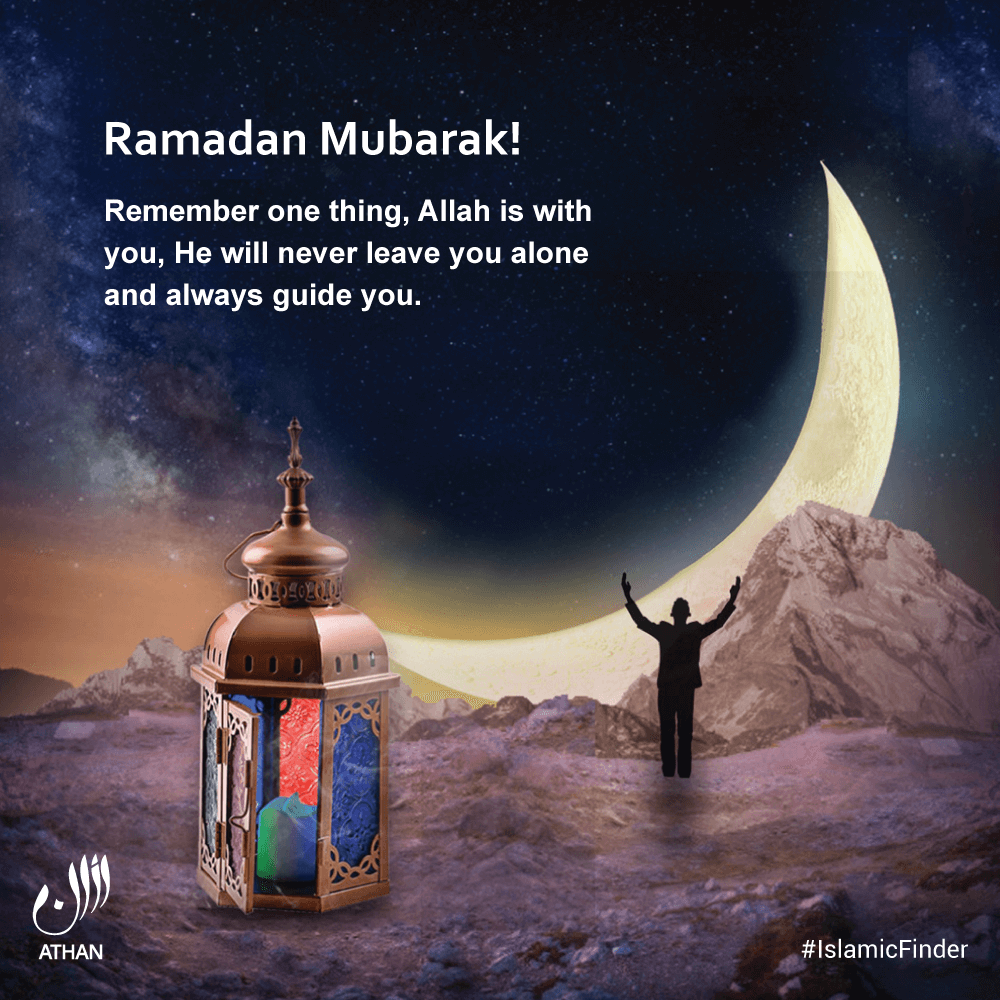 Ramadan Mubarak!
Remember one thing, Allah is with
you, He will never leave you alone
and always guide you.
اذان
ATHAN
#IslamicFinder